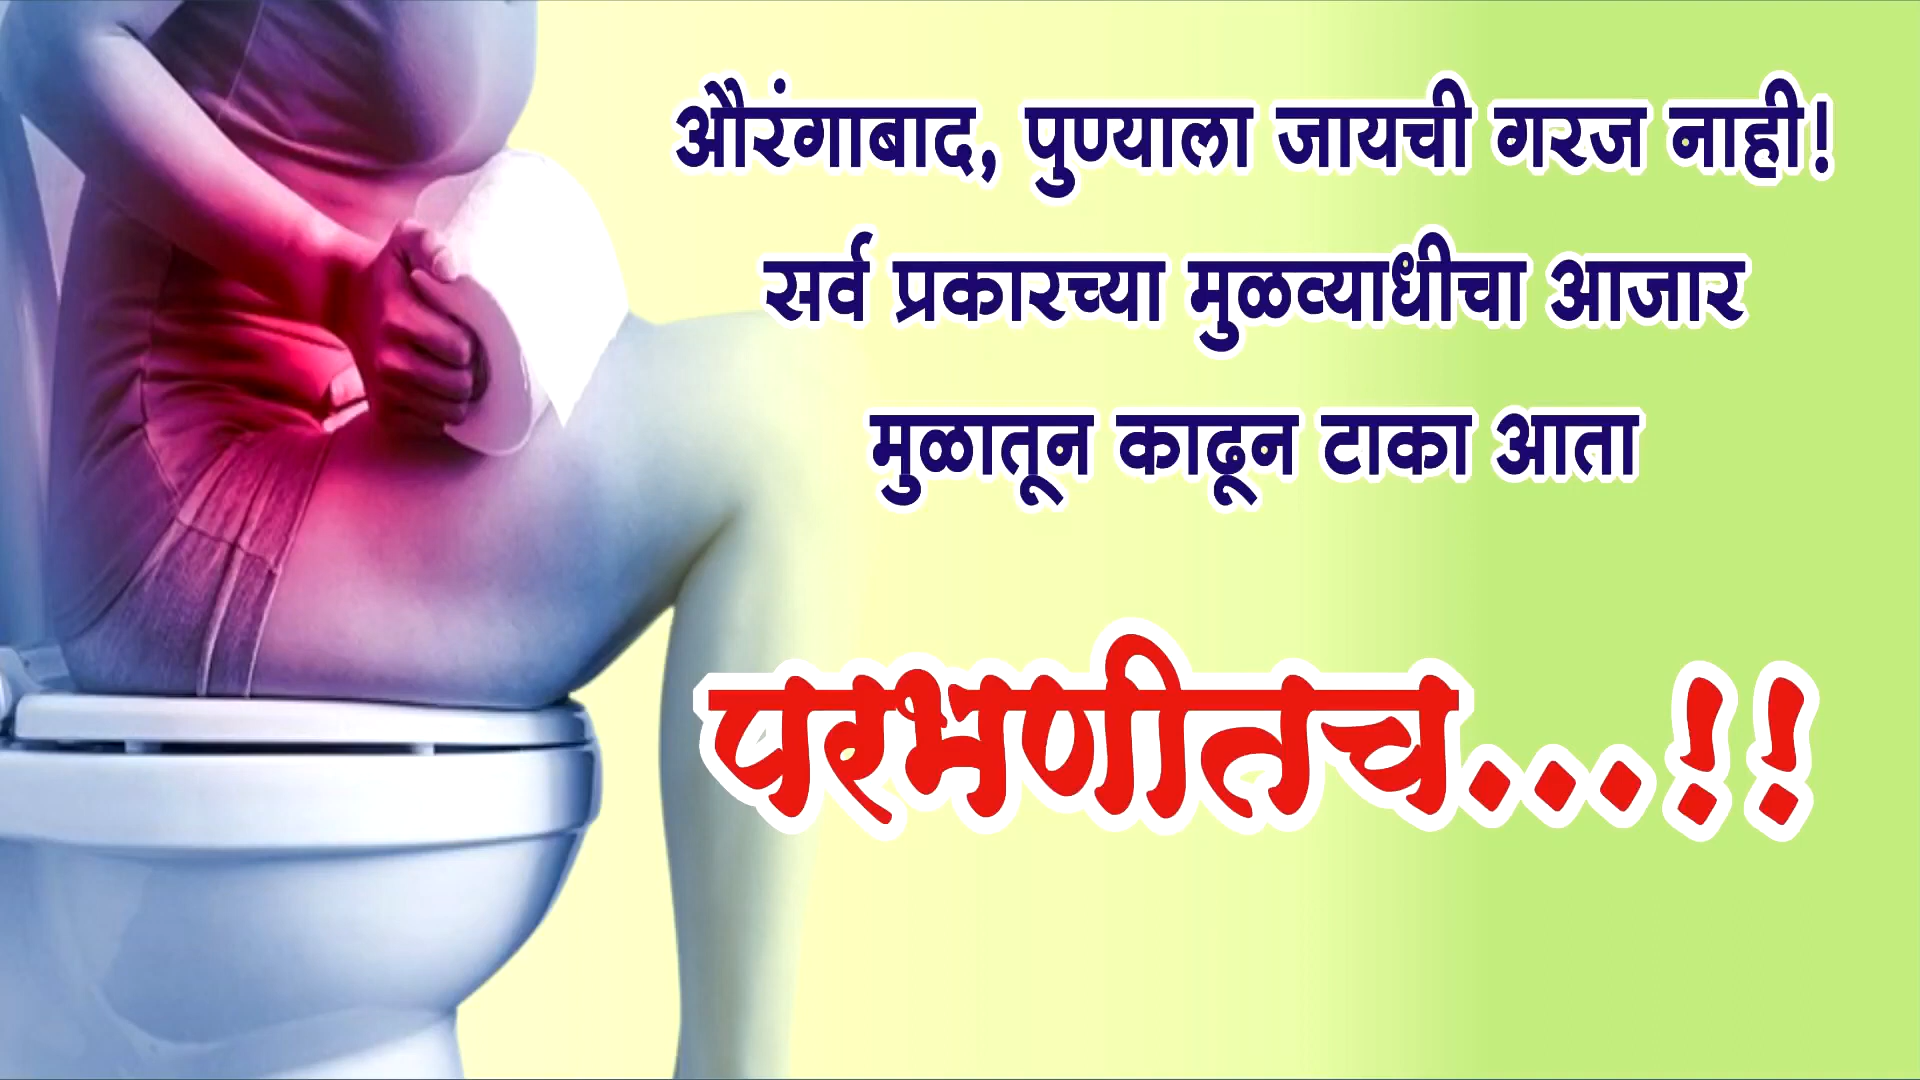 औरंगाबाद, पुण्याला जायची गरज नाही!
सर्व प्रकारच्या मुळव्याधीचा आजार
मुळातून काढून टाका आता
परभणीतच...!!